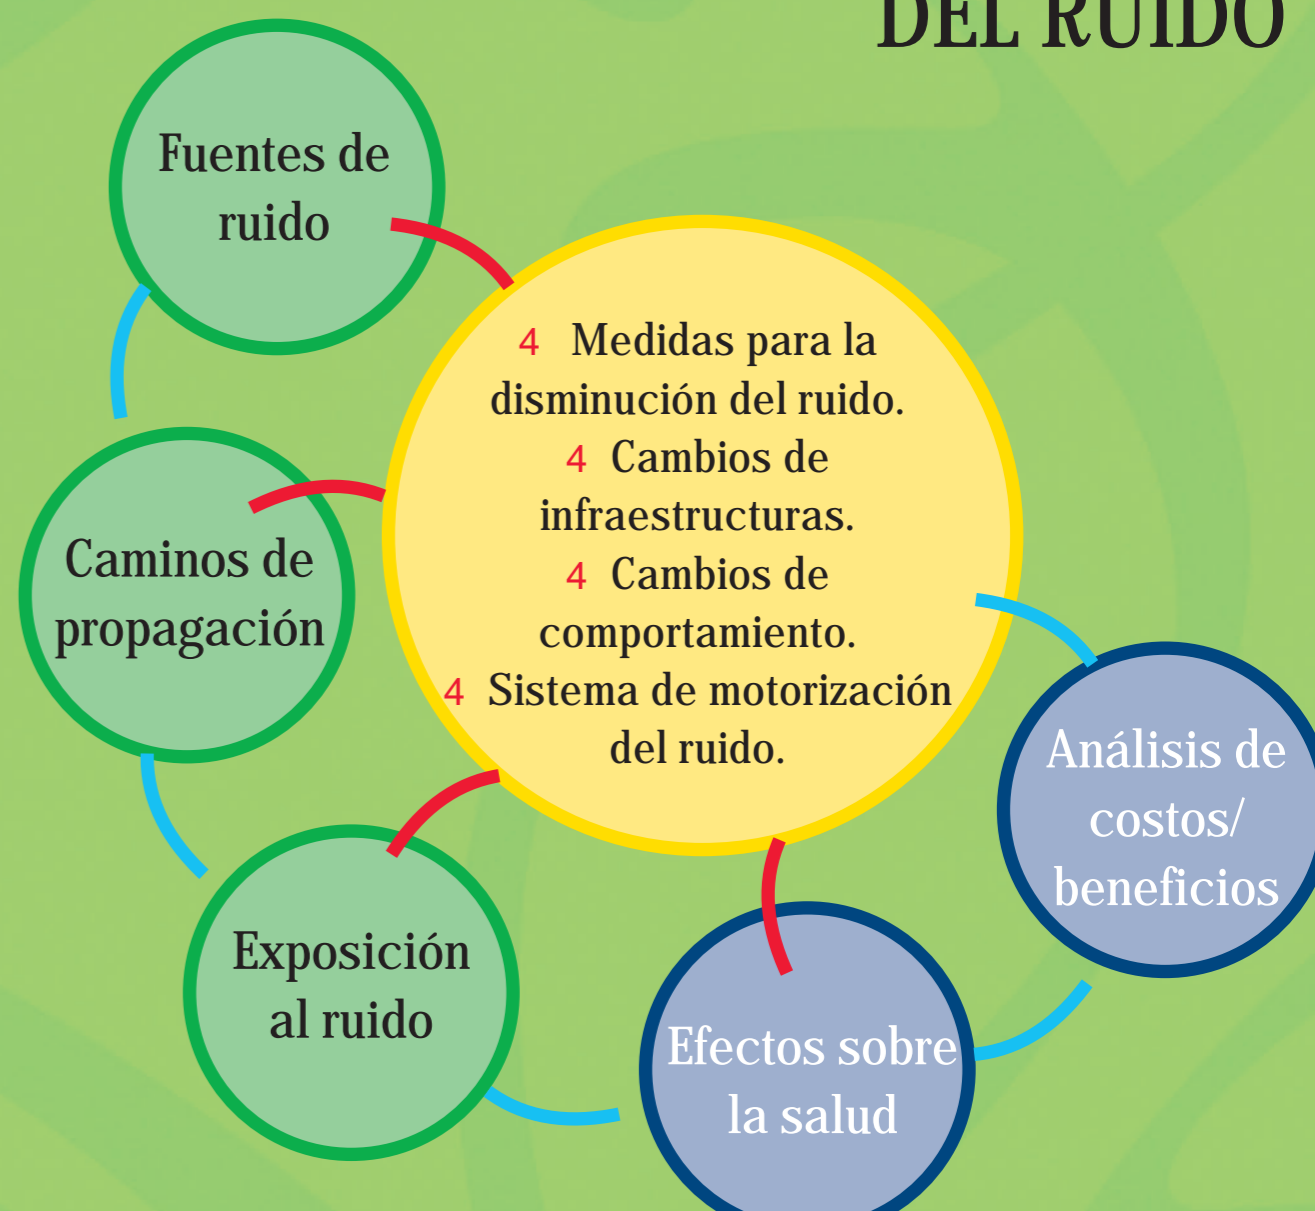 DEL RUIDO
Fuentes de
ruido
4 Medidas para la
disminución del ruido.
4 Cambios de
infraestructuras.
4 Cambios de
comportamiento.
4 Sistema de motorización
del ruido.
Caminos de
propagación
Exposición
al ruido
Efectos sobre
la salud
Análisis de
costos/
beneficios